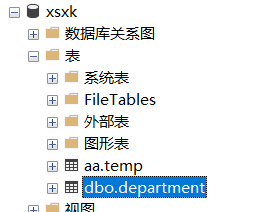 xsxk
数据库关系图
表
系统表
FileTables
外部表
图形表
aa.temp
dbo.department
视图